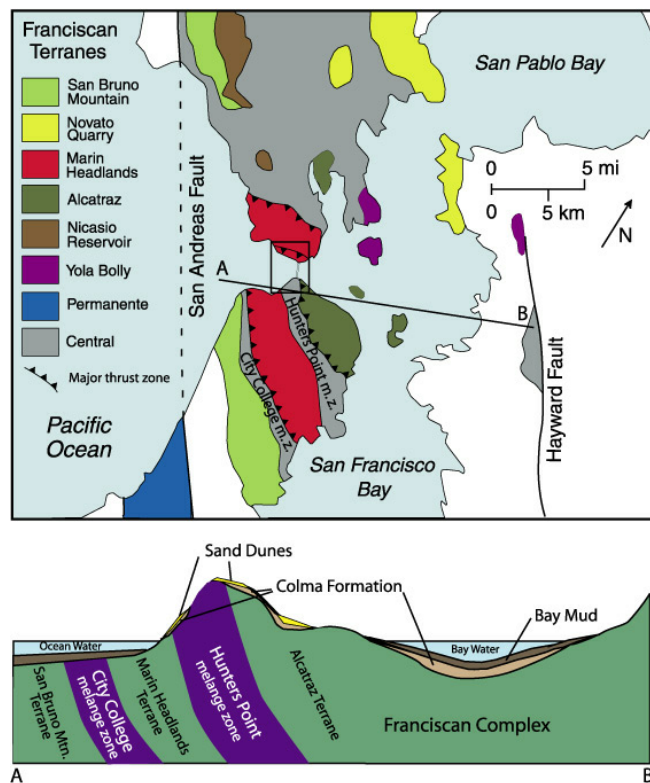 Franciscan
Terranes
San Bruno
Mountain
Novato
Quarry
Marin
Headlands
Alcatraz
Nicasio
Reservoir
Yola Bolly
Permanente
Central
Major thrust zone
San Andreas Fault
San Pablo Bay
0 5 mi
0 5 km
N
A
B
Hunters Point m.z.
City College m.z.
Hayward Fault
Pacific
Ocean
San Francisco
Bay
Sand Dunes
Colma Formation
Bay Mud
Ocean Water
Bay Water
San Bruno Mtn.
Terrane
City College
melange zone
Marin Headlands
Terrane
Hunters Point
melange zone
Alcatraz Terrane
Franciscan Complex
A
B